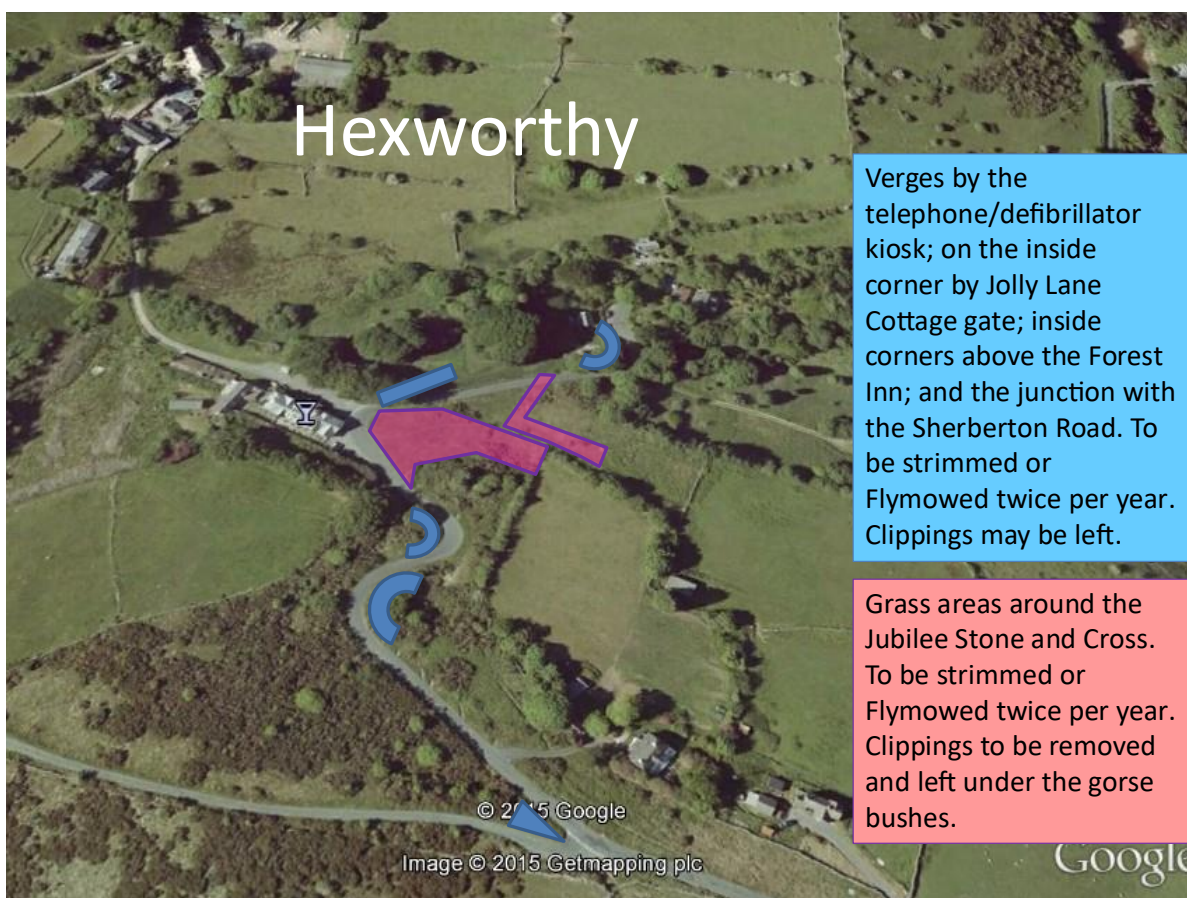 Hexworthy
Verges by the
telephone/defibrillator
kiosk; on the inside
corner by Jolly Lane
Cottage gate; inside
corners above the Forest
Inn; and the junction with
the Sherberton Road. To
be strimmed or
Flymowed twice per year.
Clippings may be left.
Grass areas around the
Jubilee Stone and Cross.
To be strimmed or
Flymowed twice per year.
Clippings to be removed
and left under the gorse
bushes.
© 2015 Google
Image © 2015 Getmapping plc
Google